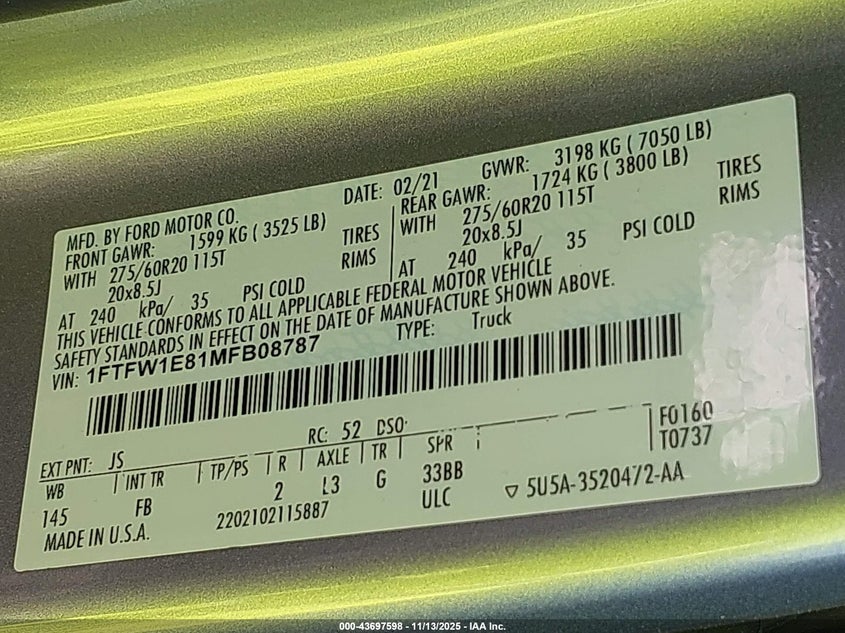 MFD. BY FORD MOTOR CO.
DATE: 02/21
GVWR: 3198 KG ( 7050 LB)
FRONT GAWR: 1599 KG ( 3525 LB)
WITH 275/60R20 115T TIRES
20x8.5J RIMS
AT 240 kPa/ 35 PSI COLD
REAR GAWR: 1724 KG ( 3800 LB)
WITH 275/60R20 115T TIRES
20x8.5J RIMS
AT 240 kPa/ 35 PSI COLD
THIS VEHICLE CONFORMS TO ALL APPLICABLE FEDERAL MOTOR VEHICLE
SAFETY STANDARDS IN EFFECT ON THE DATE OF MANUFACTURE SHOWN ABOVE.
VIN: 1FTFW1E81MFB08787
TYPE: Truck
EXT PNT: JS RC: 52 DSO:
F0160
T0737
WB INT TR TP/PS R AXLE TR SPR
145 FB 2 L3 G 33BB
ULC
MADE IN U.S.A. 2202102115887
5U5A-3520472-AA
000-43697598 - 11/13/2025 - IAA Inc.